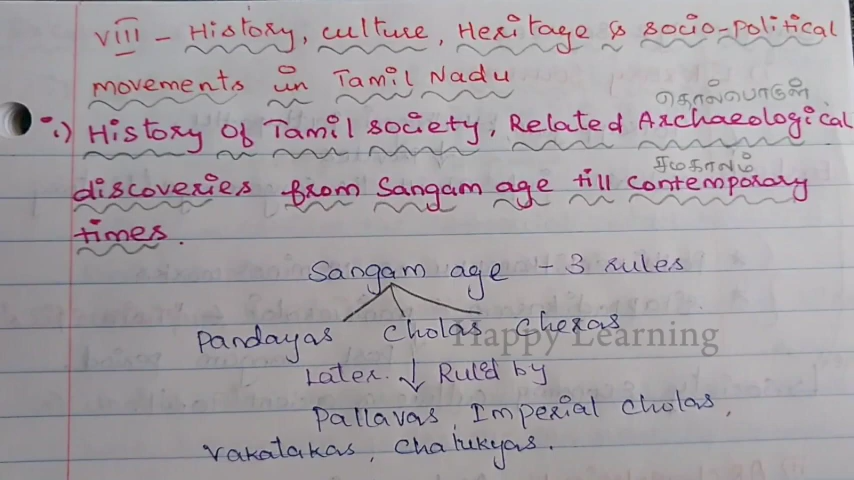 VIII - History, culture, Heritage & socio-political
movements in Tamil Nadu
தொல்பொருள்
i) History of Tamil society, Related Archaeological
சமகாலம்
discoveries from Sangam age till contemporary
times.
Sangam age - 3 rules
Pandayas Cholas Cheras
Happy Learning
Later ↓ Ruled by
Pallavas, Imperial cholas,
Vakatakas, Chalukyas.